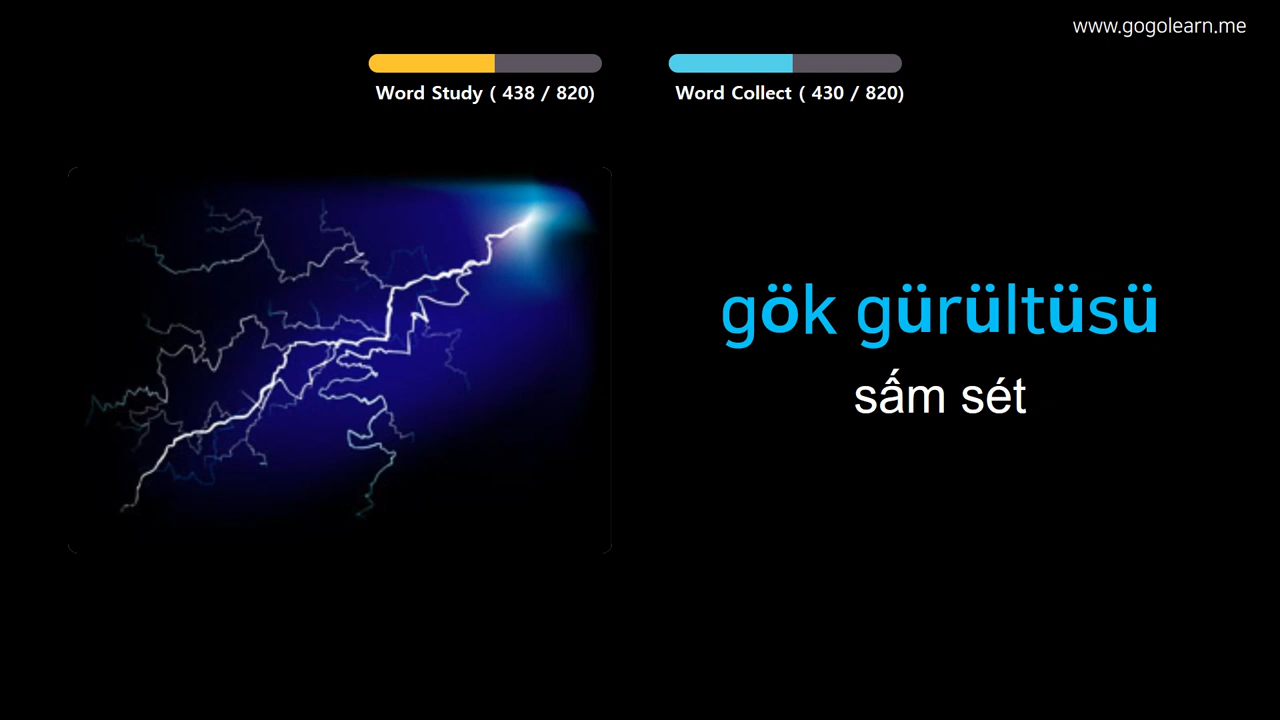 www.gogolearn.me
Word Study ( 438 / 820)
Word Collect ( 430 / 820)
gök gürültüsü
sấm sét